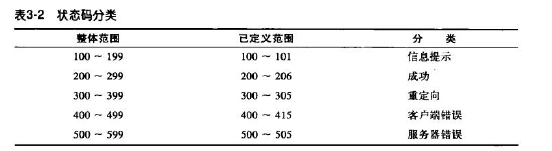 表3-2 状态码分类
整体范围 已定义范围 分 类
100 ~ 199 100 ~ 101 信息提示
200 ~ 299 200 ~ 206 成功
300 ~ 399 300 ~ 305 重定向
400 ~ 499 400 ~ 415 客户端错误
500 ~ 599 500 ~ 505 服务器错误